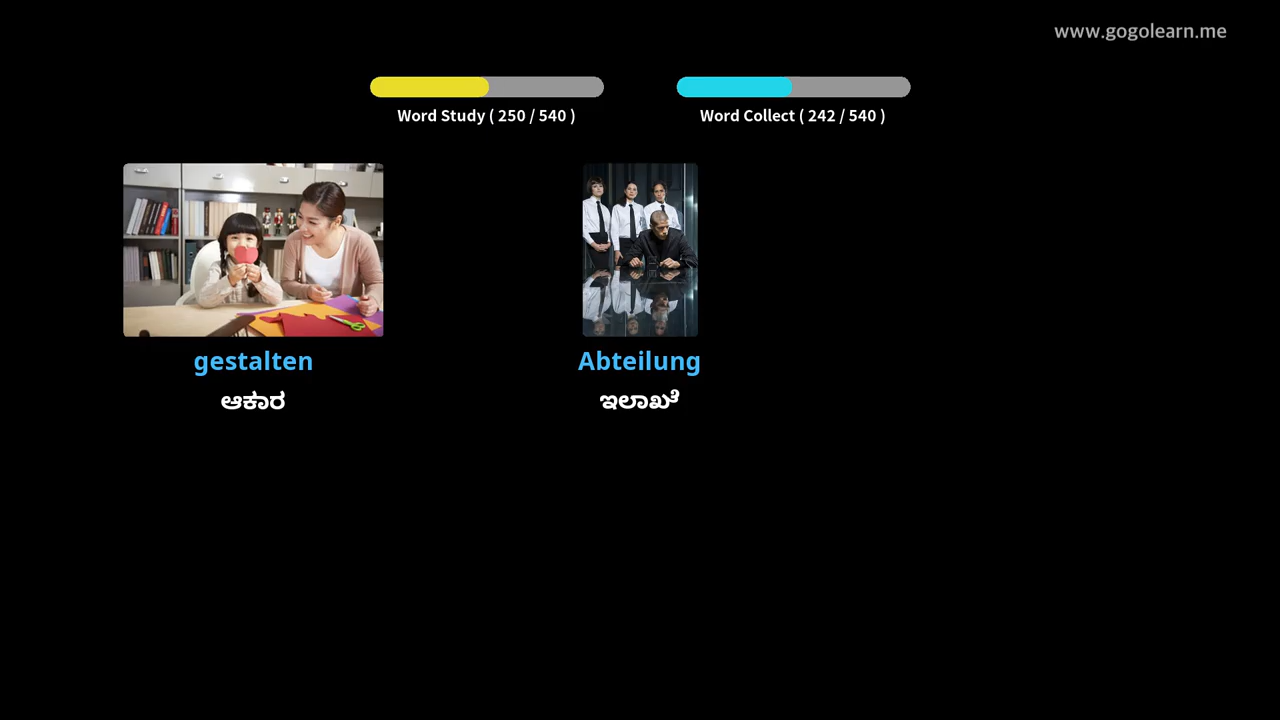 www.gogolearn.me
Word Study ( 250 / 540 )
Word Collect ( 242 / 540 )
gestalten
ಆಕಾರ
Abteilung
ಇಲಾಖೆ